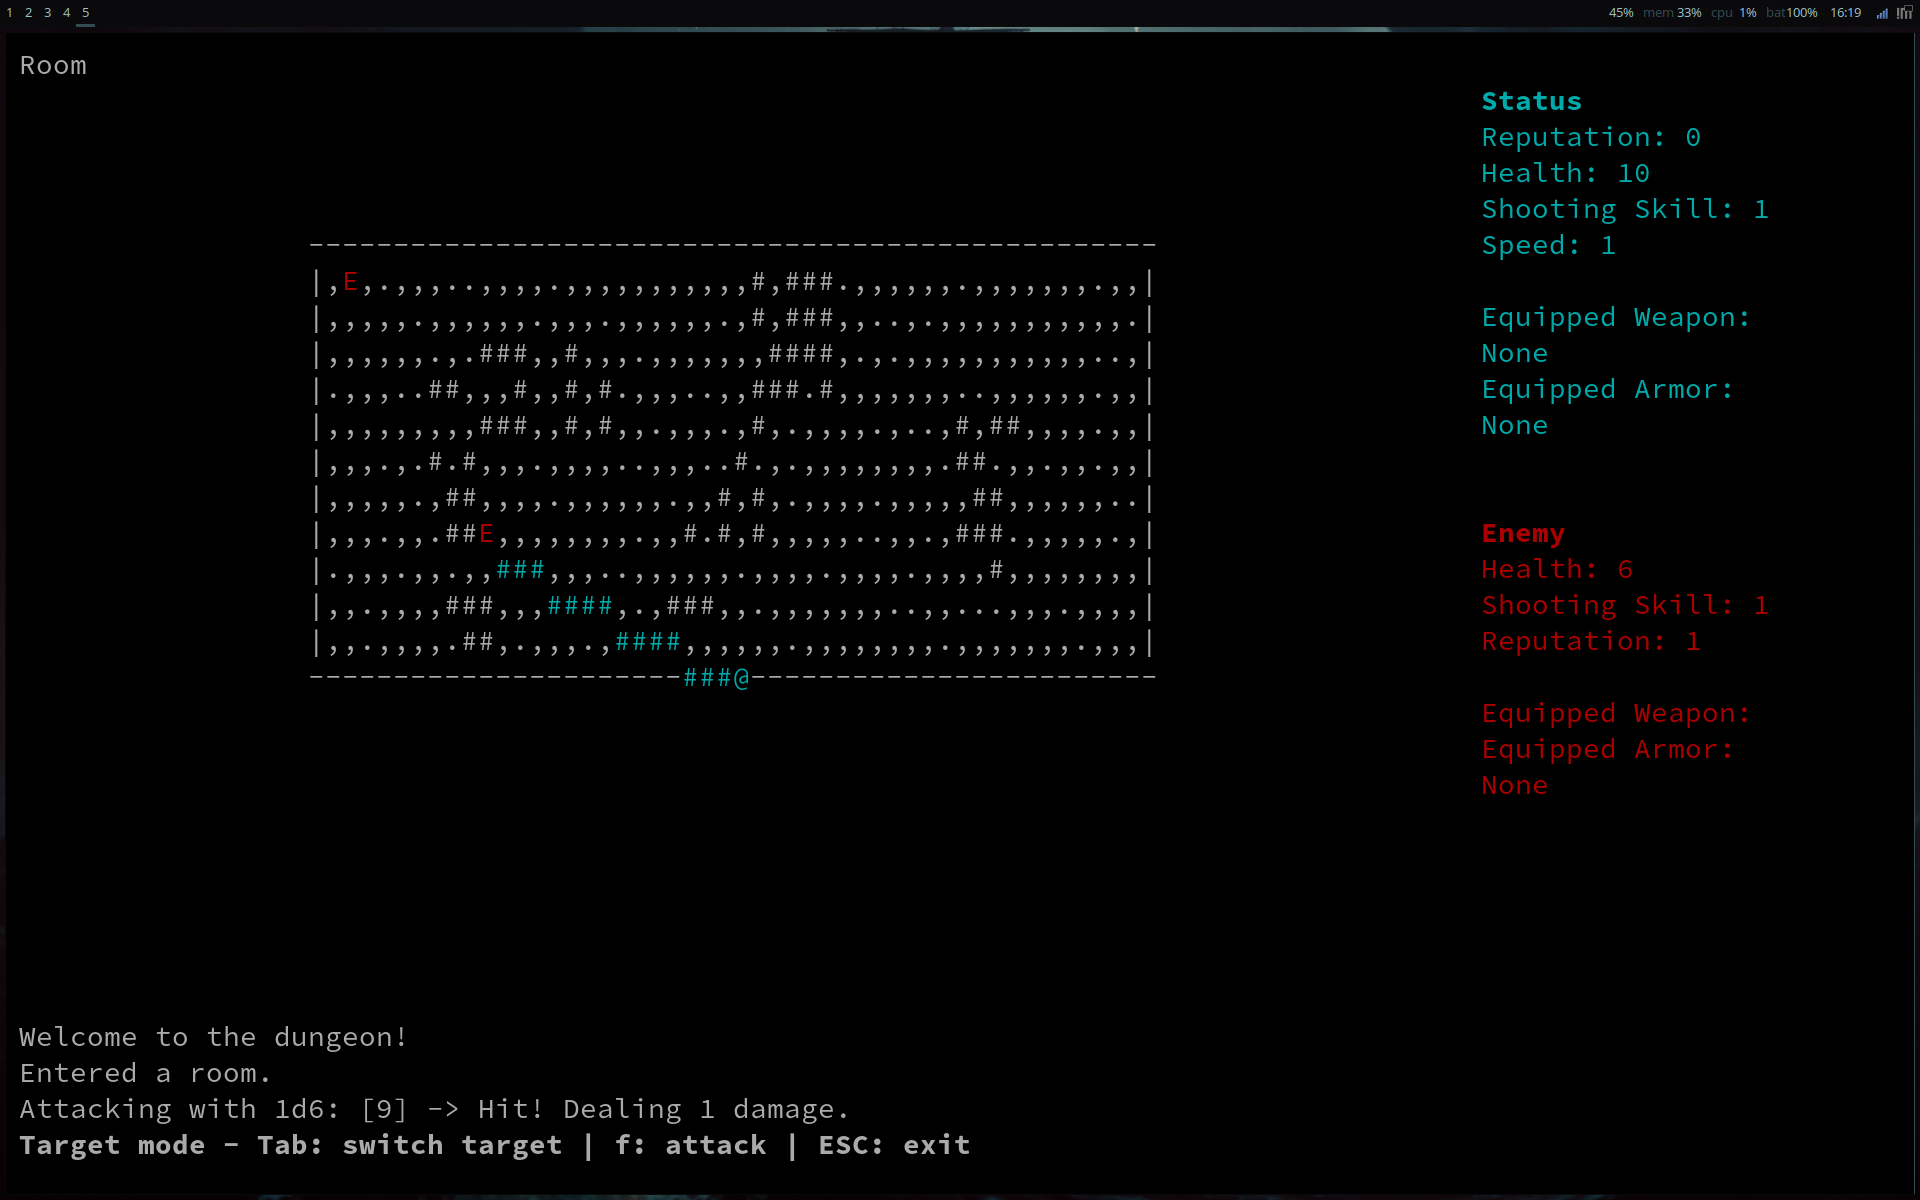 1 2 3 4 5 45% mem 33% cpu 1% bat100% 16:19
Room
Status
Reputation: 0
Health: 10
Shooting Skill: 1
Speed: 1
Equipped Weapon:
None
Equipped Armor:
None
Enemy
Health: 6
Shooting Skill: 1
Reputation: 1
Equipped Weapon:
Equipped Armor:
None
Welcome to the dungeon!
Entered a room.
Attacking with 1d6: [9] -> Hit! Dealing 1 damage.
Target mode - Tab: switch target | f: attack | ESC: exit